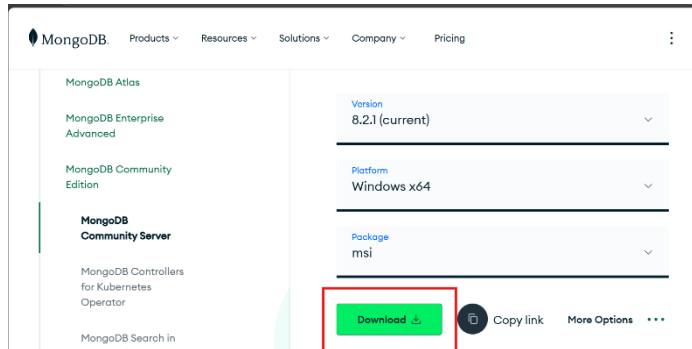 MongoDB. Products Resources Solutions Company Pricing
MongoDB Atlas
MongoDB Enterprise
Advanced
MongoDB Community
Edition
MongoDB
Community Server
MongoDB Controllers
for Kubernetes
Operator
MongoDB Search in
Version
8.2.1 (current)
Platform
Windows x64
Package
msi
Download Copy link More Options